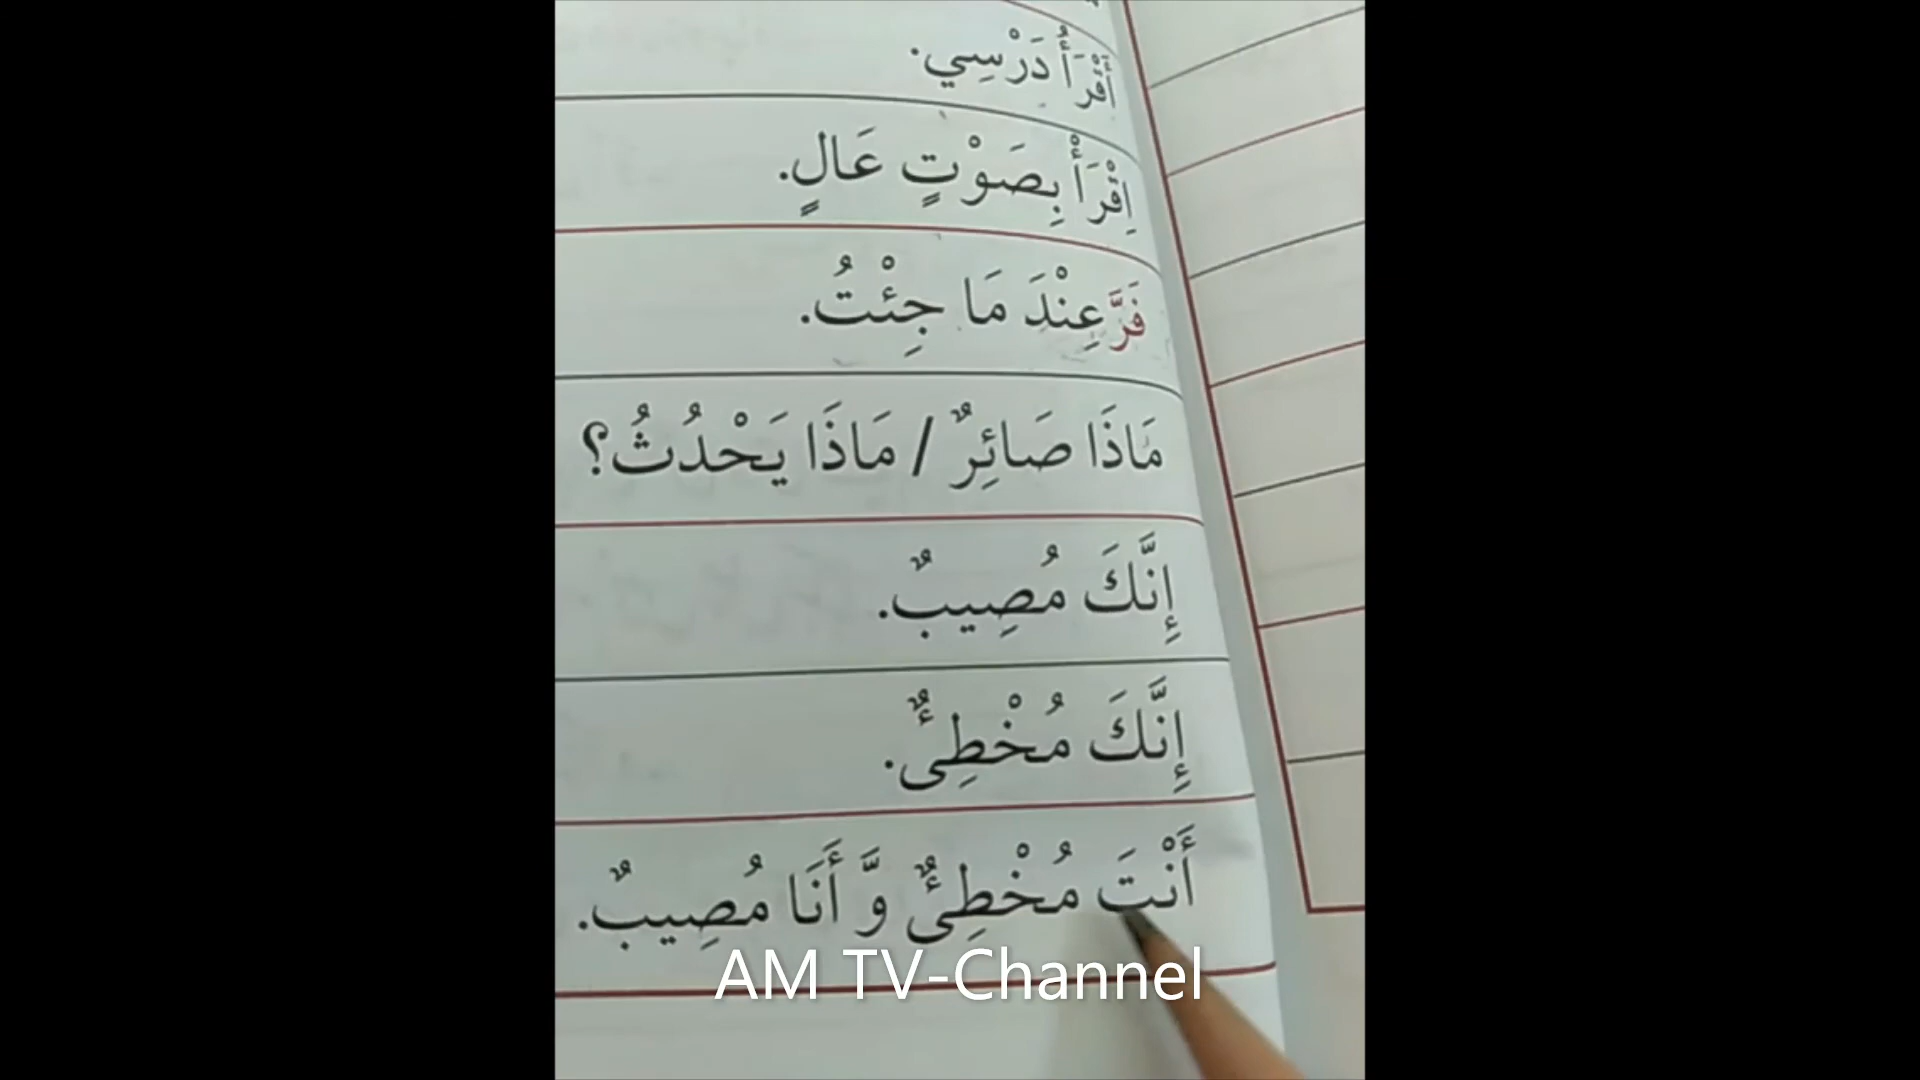 أَقْرَأُ دَرْسِي.
اِقْرَأْ بِصَوْتٍ عَالٍ.
فَرَّ عِنْدَ مَا جِئْتُ.
مَاذَا صَائِرٌ / مَاذَا يَحْدُثُ؟
إِنَّكَ مُصِيبٌ.
إِنَّكَ مُخْطِئٌ.
أَنْتَ مُخْطِئٌ وَّ أَنَا مُصِيبٌ.
AM TV-Channel